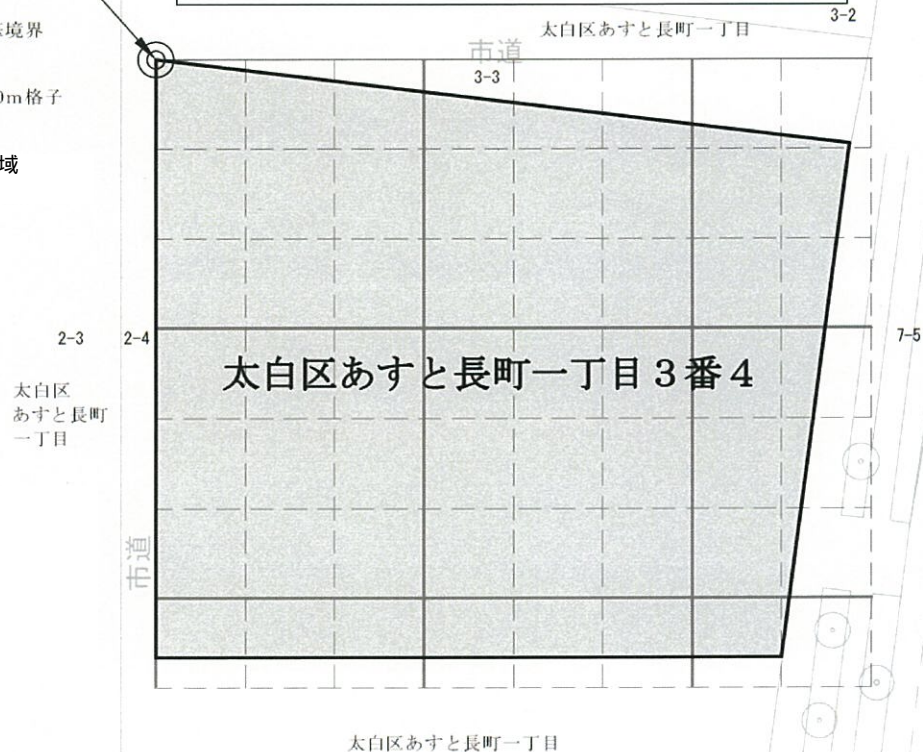 3-2
境界
太白区あすと長町一丁目
市道
3-3
0m格子
域
2-3
2-4
7-5
太白区あすと長町一丁目3番4
太白区
あすと長町
一丁目
市道
太白区あすと長町一丁目